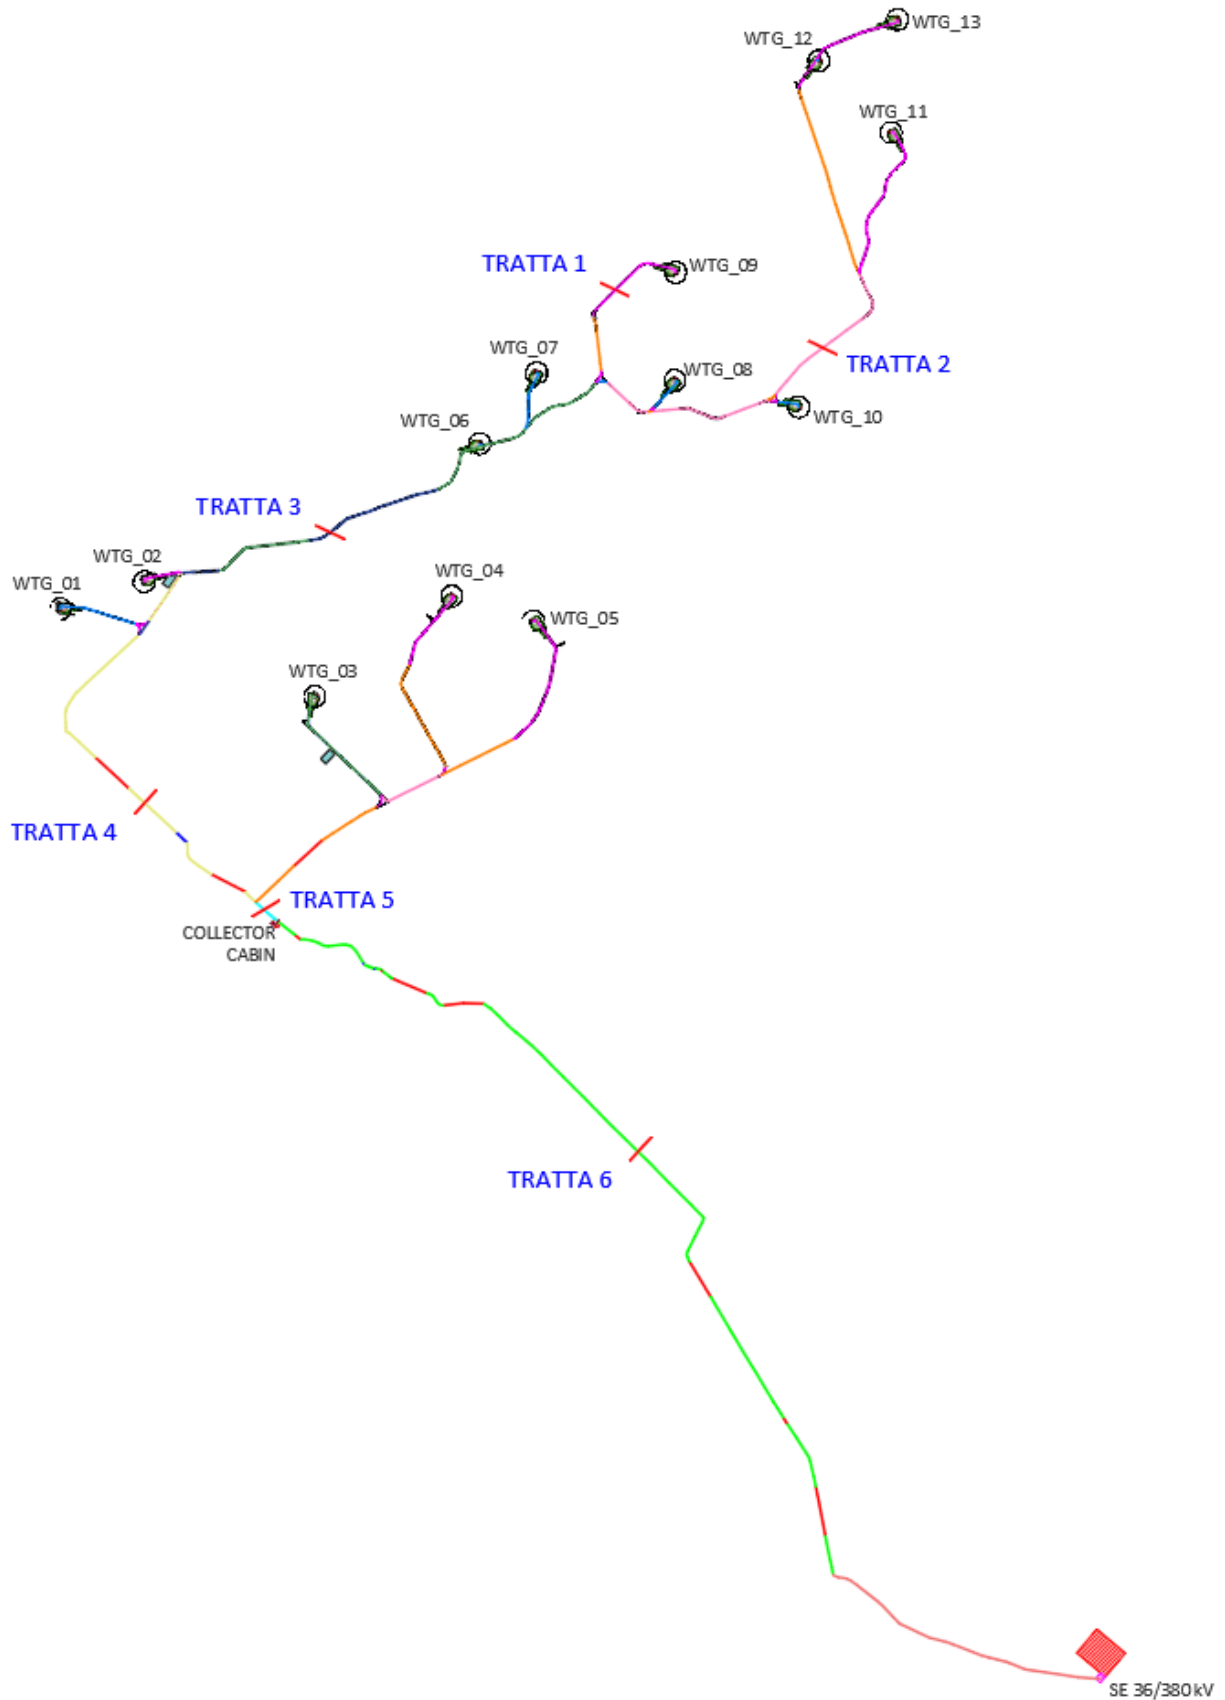 WTG_13
WTG_12
WTG_11
TRATTA 1
WTG_09
WTG_07
TRATTA 2
WTG_08
WTG_06
WTG_10
TRATTA 3
WTG_02
WTG_01
WTG_04
WTG_05
WTG_03
TRATTA 4
TRATTA 5
COLLECTOR
CABIN
TRATTA 6
SE 36/380 kV